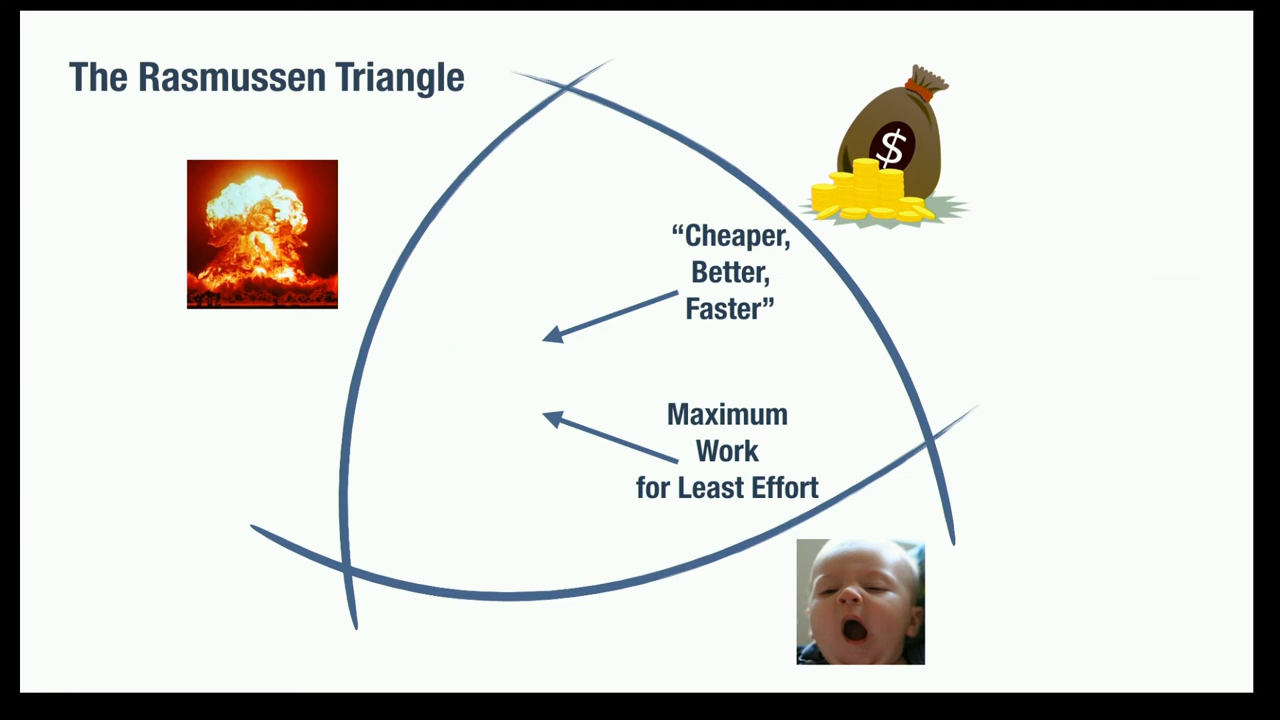 The Rasmussen Triangle
$
“Cheaper,
Better,
Faster”
Maximum
Work
for Least Effort